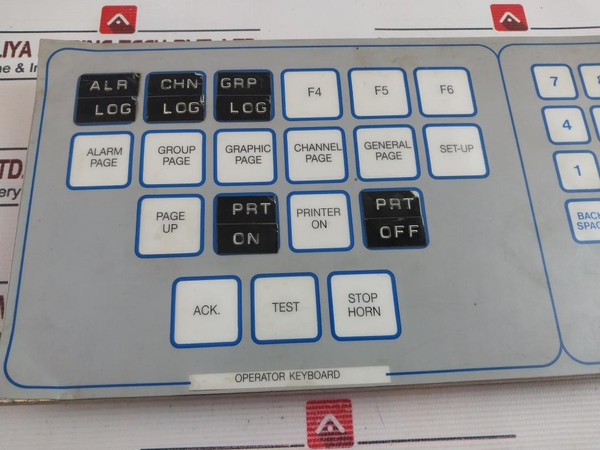 ALR
LOG
CHN
LOG
GRP
LOG
F4
F5
F6
ALARM
PAGE
GROUP
PAGE
GRAPHIC
PAGE
CHANNEL
PAGE
GENERAL
PAGE
SET-UP
PAGE
UP
PRT
ON
PRINTER
ON
PRT
OFF
ACK.
TEST
STOP
HORN
OPERATOR KEYBOARD
7
8
4
1
BACK
SPAC